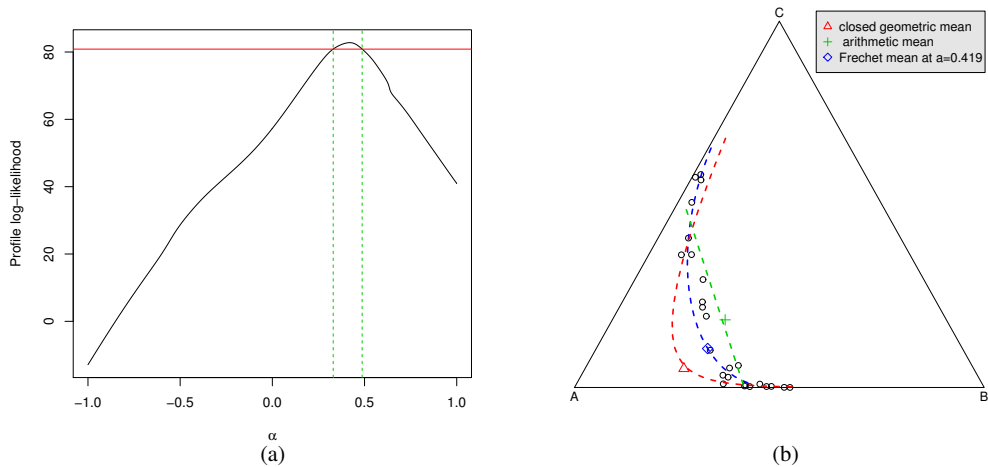 Profile log−likelihood
80
60
40
20
0
−1.0 −0.5 0.0 0.5 1.0
α
(a)
C
closed geometric mean
arithmetic mean
Frechet mean at a=0.419
A
B
(b)